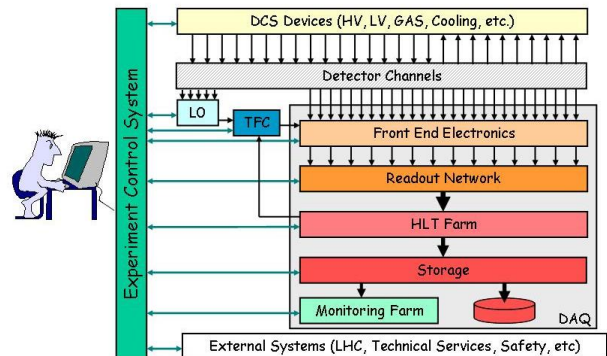 DCS Devices (HV, LV, GAS, Cooling, etc.)
Detector Channels
L0
TFC
Front End Electronics
Readout Network
HLT Farm
Storage
Monitoring Farm
DAQ
External Systems (LHC, Technical Services, Safety, etc)
Experiment Control System